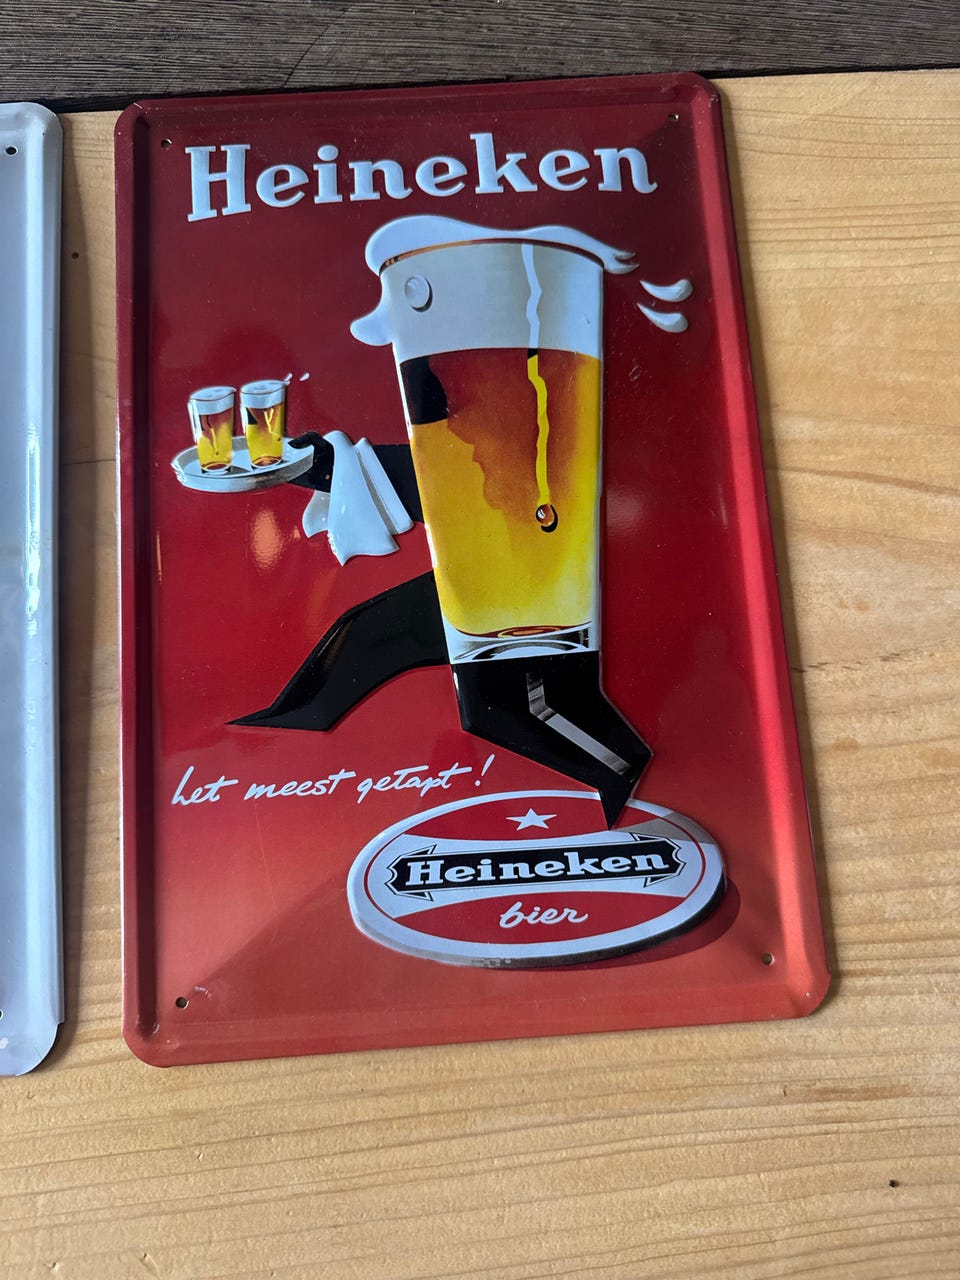 Heineken
het meest getapt!
Heineken
bier